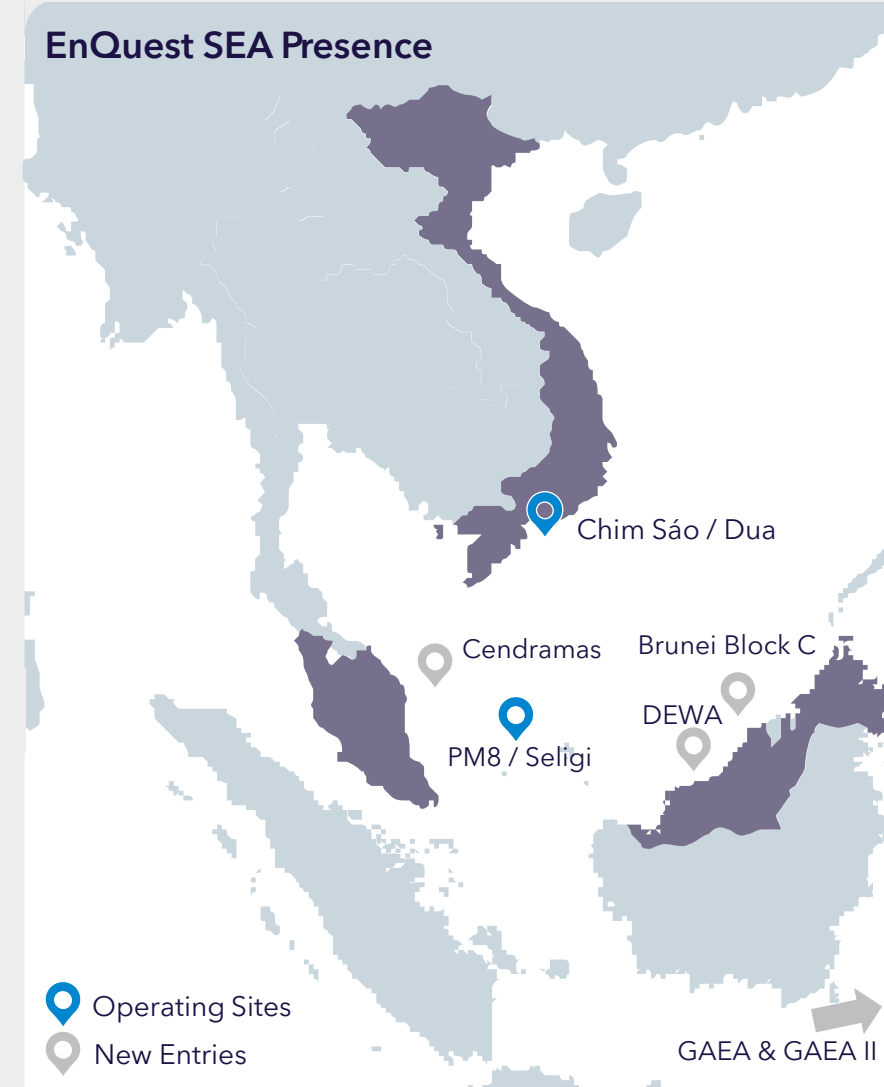 EnQuest SEA Presence
Chim Sáo / Dua
Cendramas
Brunei Block C
DEWA
PM8 / Seligi
Operating Sites
New Entries
GAEA & GAEA II